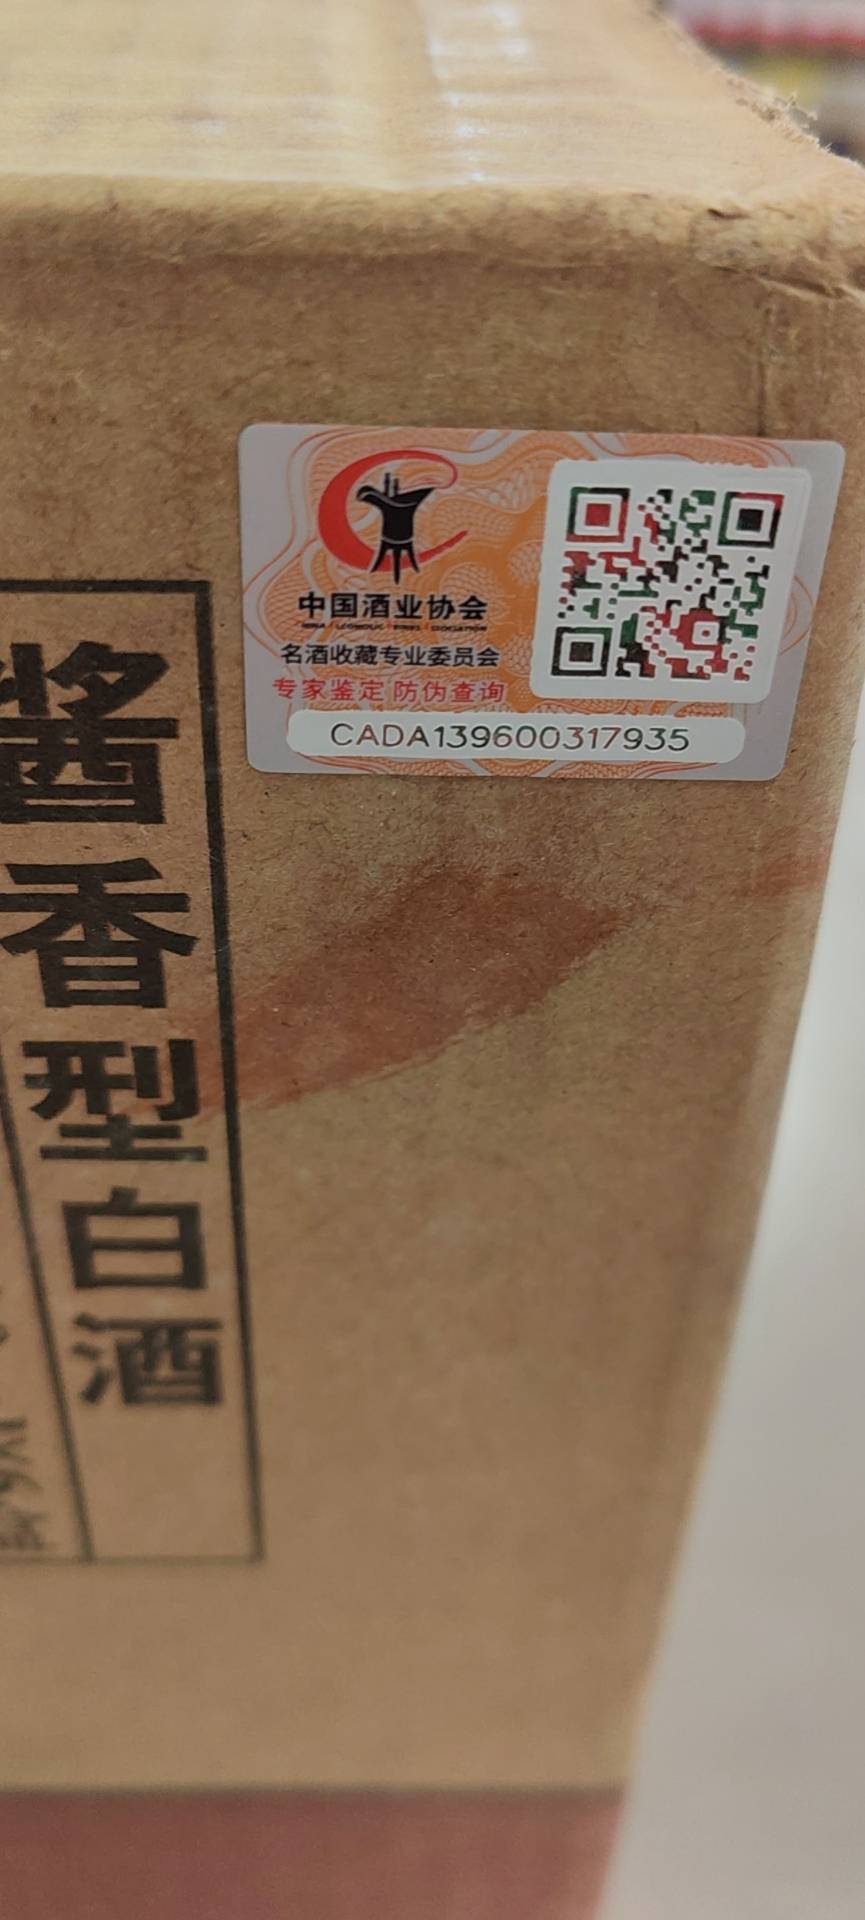 中国酒业协会
名酒收藏专业委员会
专家鉴定 防伪查询
CADA139600317935
酱香型白酒